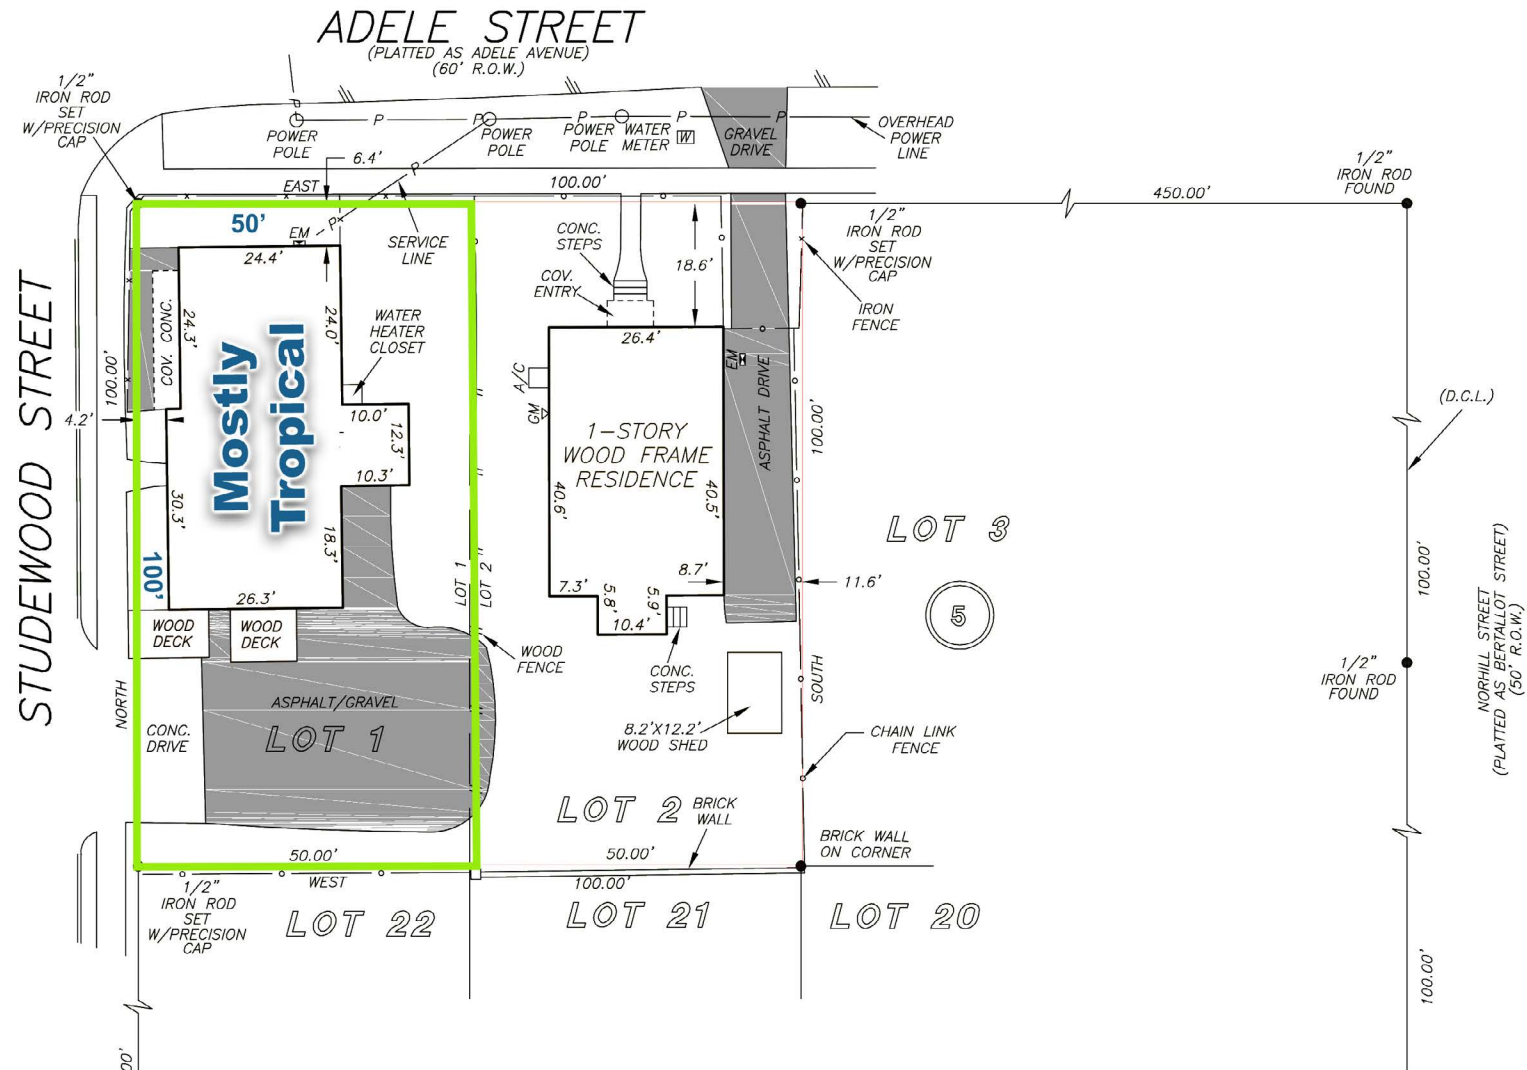 ADELE STREET
(PLATTED AS ADELE AVENUE)
(60' R.O.W.)
1/2"
IRON ROD
SET
W/PRECISION
CAP
P
P
P
P
POWER
POLE
POWER
POLE
POWER
POLE
WATER
METER
W
GRAVEL
DRIVE
OVERHEAD
POWER
LINE
6.4'
P
EAST
100.00'
1/2"
IRON ROD
FOUND
450.00'
50'
P
EM
24.4'
SERVICE
LINE
CONC.
STEPS
COV.
ENTRY
18.6'
1/2"
IRON ROD
SET
W/PRECISION
CAP
IRON
FENCE
STUDEWOOD STREET
COV. CONC.
24.3'
24.0'
WATER
HEATER
CLOSET
26.4'
EM
A/C
GM
100.00'
4.2'
Mostly
Tropical
10.0'
12.3'
10.3'
1-STORY
WOOD FRAME
RESIDENCE
ASPHALT DRIVE
100.00'
(D.C.L.)
30.3'
18.3'
40.6'
40.5'
LOT 3
100'
LOT 1
LOT 2
26.3'
7.3'
5.8'
5.9'
10.4'
8.7'
11.6'
5
100.00'
NORHILL STREET
(PLATTED AS BERTALLOT STREET)
(50' R.O.W.)
WOOD
DECK
WOOD
DECK
WOOD
FENCE
CONC.
STEPS
1/2"
IRON ROD
FOUND
NORTH
SOUTH
ASPHALT/GRAVEL
CONC.
DRIVE
LOT 1
8.2'X12.2'
WOOD SHED
CHAIN LINK
FENCE
LOT 2
BRICK
WALL
BRICK WALL
ON CORNER
50.00'
50.00'
WEST
100.00'
1/2"
IRON ROD
SET
W/PRECISION
CAP
LOT 22
LOT 21
LOT 20
100.00'
00'